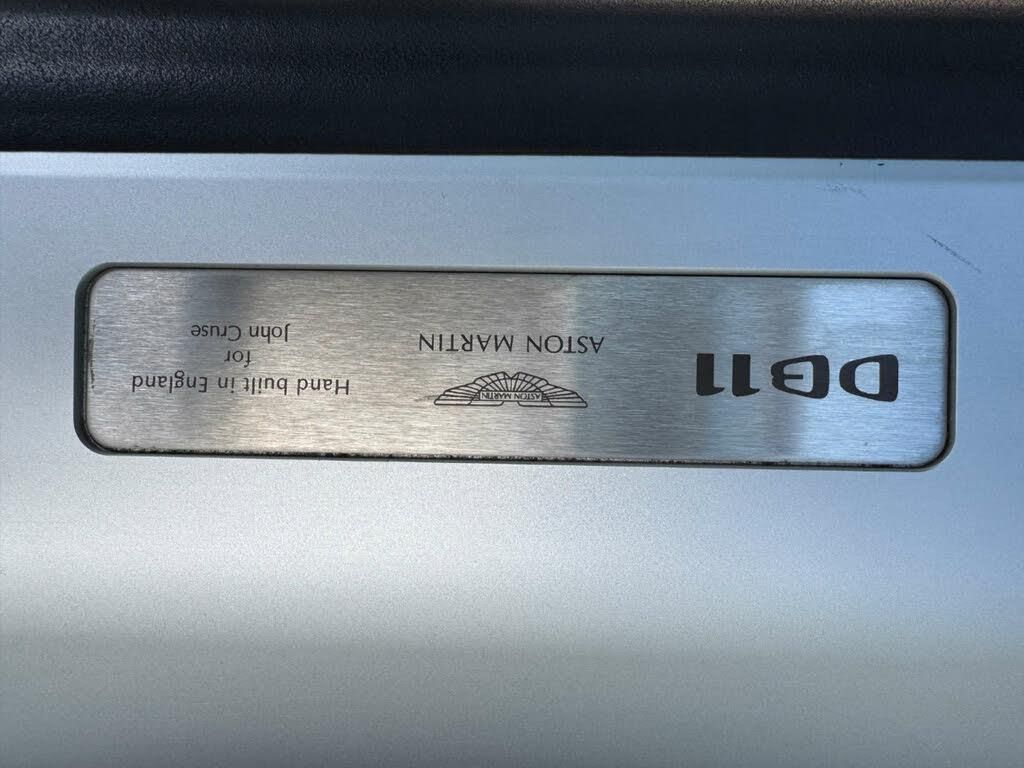 DB11
ASTON MARTIN
ASTON MARTIN
Hand built in England
for
John Cruse